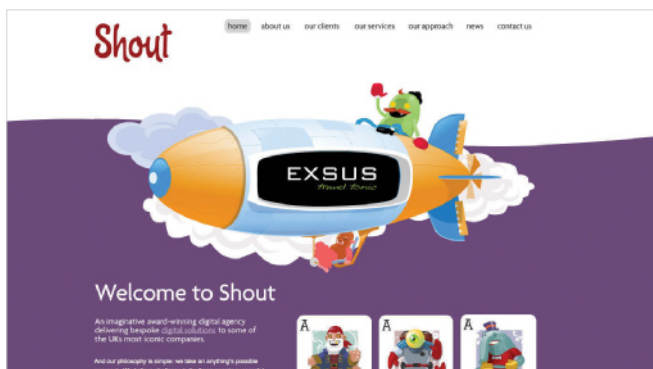 Shout
home about us our clients our services our approach news contact us
EXSUS
travel tonic
Welcome to Shout
An imaginative award-winning digital agency
delivering bespoke digital solutions to some of
the UKs most iconic companies.
And our philosophy is simple: we take an anything's possible
A A A